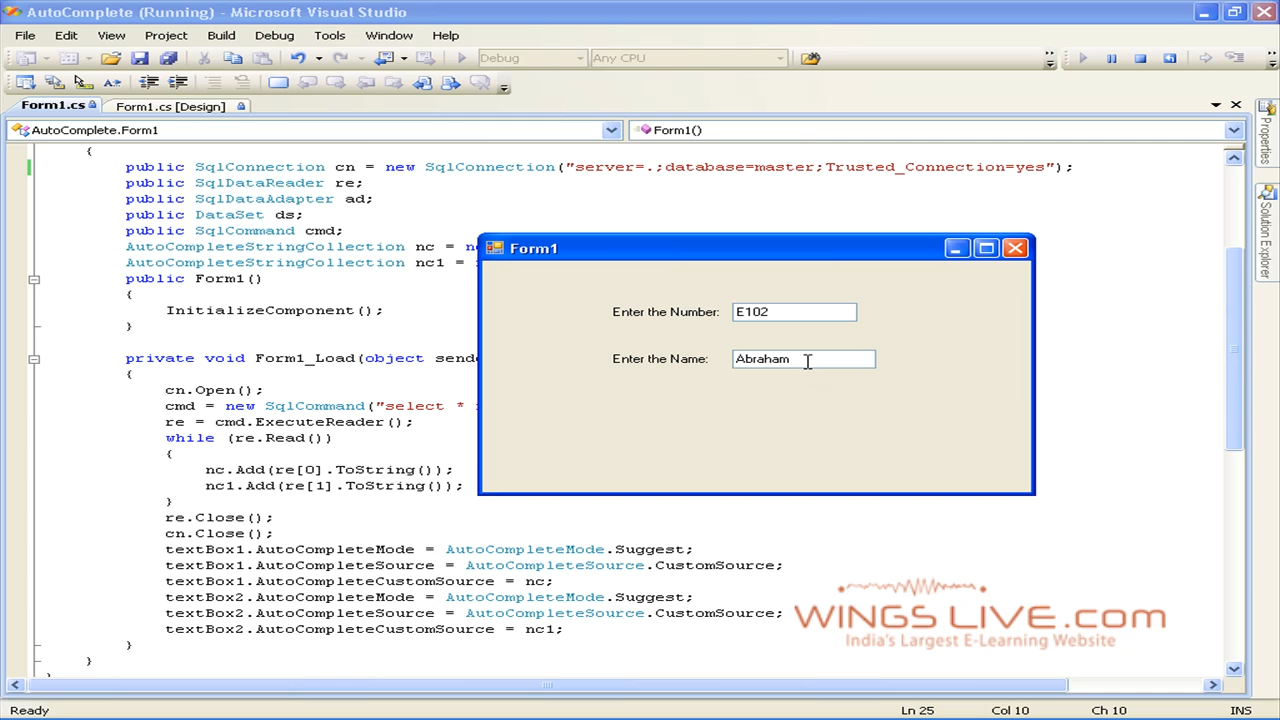 AutoComplete (Running) - Microsoft Visual Studio
File Edit View Project Build Debug Tools Window Help
Debug Any CPU
Form1.cs Form1.cs [Design]
AutoComplete.Form1 Form1()
{
public SqlConnection cn = new SqlConnection("server=.;database=master;Trusted_Connection=yes");
public SqlDataReader re;
public SqlDataAdapter ad;
public DataSet ds;
public SqlCommand cmd;
AutoCompleteStringCollection nc =
AutoCompleteStringCollection nc1 =
public Form1()
{
InitializeComponent();
}
private void Form1_Load(object
{
cn.Open();
cmd = new SqlCommand("select *
re = cmd.ExecuteReader();
while (re.Read())
{
nc.Add(re[0].ToString());
nc1.Add(re[1].ToString());
}
re.Close();
cn.Close();
textBox1.AutoCompleteMode = AutoCompleteMode.Suggest;
textBox1.AutoCompleteSource = AutoCompleteSource.CustomSource;
textBox1.AutoCompleteCustomSource = nc;
textBox2.AutoCompleteMode = AutoCompleteMode.Suggest;
textBox2.AutoCompleteSource = AutoCompleteSource.CustomSource;
textBox2.AutoCompleteCustomSource = nc1;
}
}
Form1
Enter the Number: E102
Enter the Name: Abraham
Properties
Solution Explorer
WINGS LIVE.com
India's Largest E-Learning Website
Ready Ln 25 Col 10 Ch 10 INS